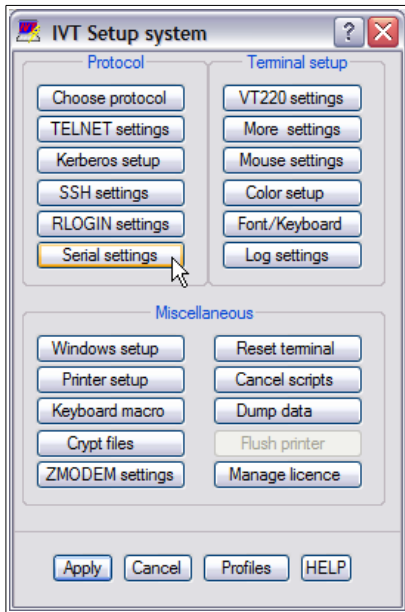 IVT Setup system
Protocol
Choose protocol
TELNET settings
Kerberos setup
SSH settings
RLOGIN settings
Serial settings
Terminal setup
VT220 settings
More settings
Mouse settings
Color setup
Font/Keyboard
Log settings
Miscellaneous
Windows setup
Printer setup
Keyboard macro
Crypt files
ZMODEM settings
Reset terminal
Cancel scripts
Dump data
Flush printer
Manage licence
Apply Cancel Profiles HELP